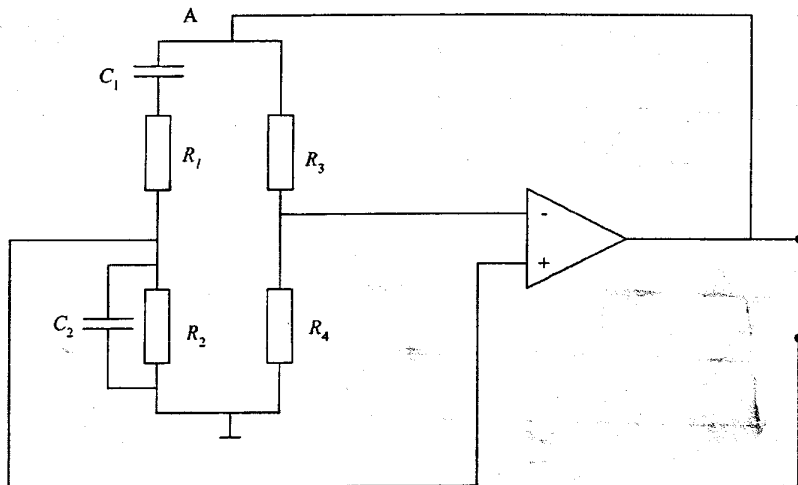 A
C₁
R₁
R₃
-
+
C₂
R₂
R₄